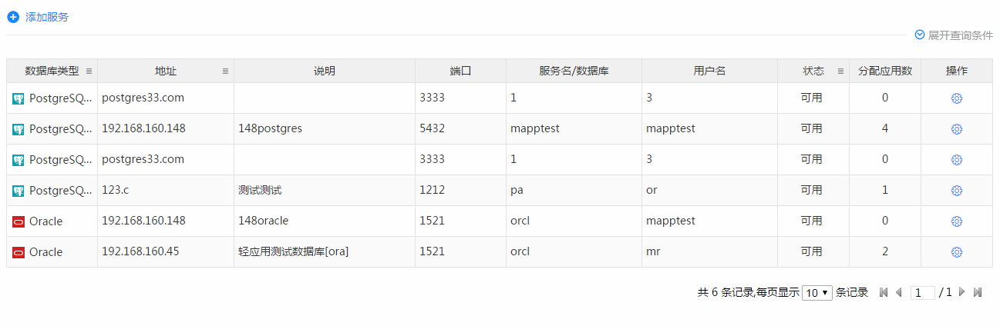 添加服务
展开查询条件
数据库类型 地址 说明 端口 服务名/数据库 用户名 状态 分配应用数 操作
PostgreSQ... postgres33.com 3333 1 3 可用 0
PostgreSQ... 192.168.160.148 148postgres 5432 mapptest mapptest 可用 4
PostgreSQ... postgres33.com 3333 1 3 可用 0
PostgreSQ... 123.c 测试测试 1212 pa or 可用 1
Oracle 192.168.160.148 148oracle 1521 orcl mapptest 可用 0
Oracle 192.168.160.45 轻应用测试数据库[ora] 1521 orcl mr 可用 2
共 6 条记录,每页显示 10 条记录 1 / 1